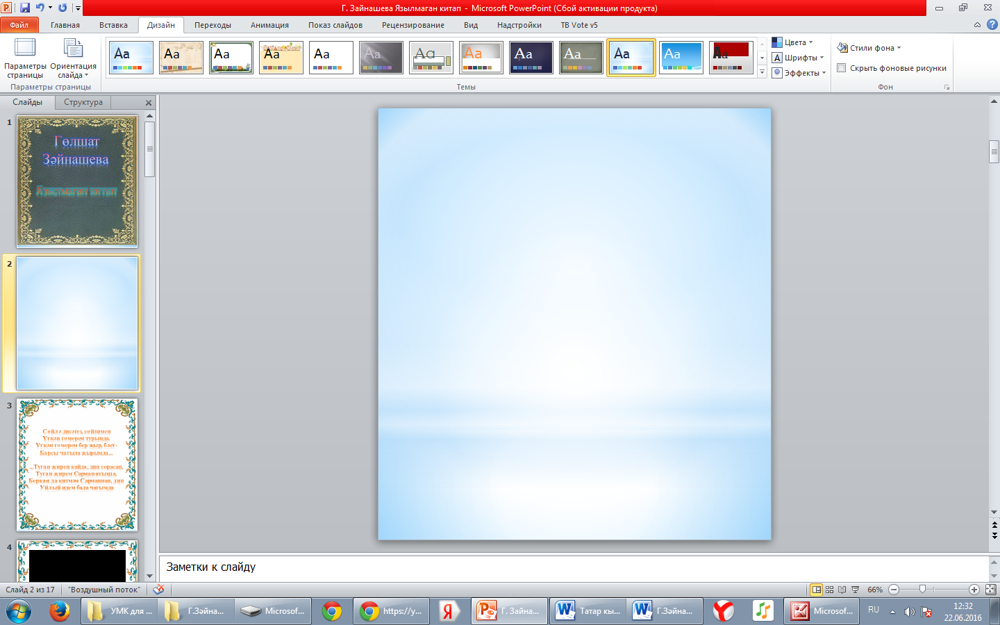 Г. Зайнашева Язылмаган китап - Microsoft PowerPoint (Сбой активации продукта)
Файл Главная Вставка Дизайн Переходы Анимация Показ слайдов Рецензирование Вид Надстройки TB Vote v5
Параметры страницы
Ориентация слайда
Параметры страницы
Aa Aa Aa Aa Aa Aa Aa Aa Aa Aa Aa Aa Aa
Темы
Цвета
Шрифты
Эффекты
Стили фона
Скрыть фоновые рисунки
Фон
Слайды Структура
1
Гөлшат
Зәйнашева
Язылмаган китап
2
3
Сөйлә дисәгез, сөйлимен
Үткән гомерем турында.
Үткән гомерем бер җыр, бәет-
Барсы чагыла җырымда...
...Туган җирең кайда, дип сорасаң,
Туган җирем Сарман ягында.
Беркая да китмәм Сарманнан, дип
Уйлый идем бала чагымда
4
Заметки к слайду
Слайд 2 из 17 "Воздушный поток" 66%
УМК для ... Г.Зәйна... Microsof... https://y... Г. Зайна... Татар кы... Г.Зәйна... Microsof... RU 12:32
22.06.2016